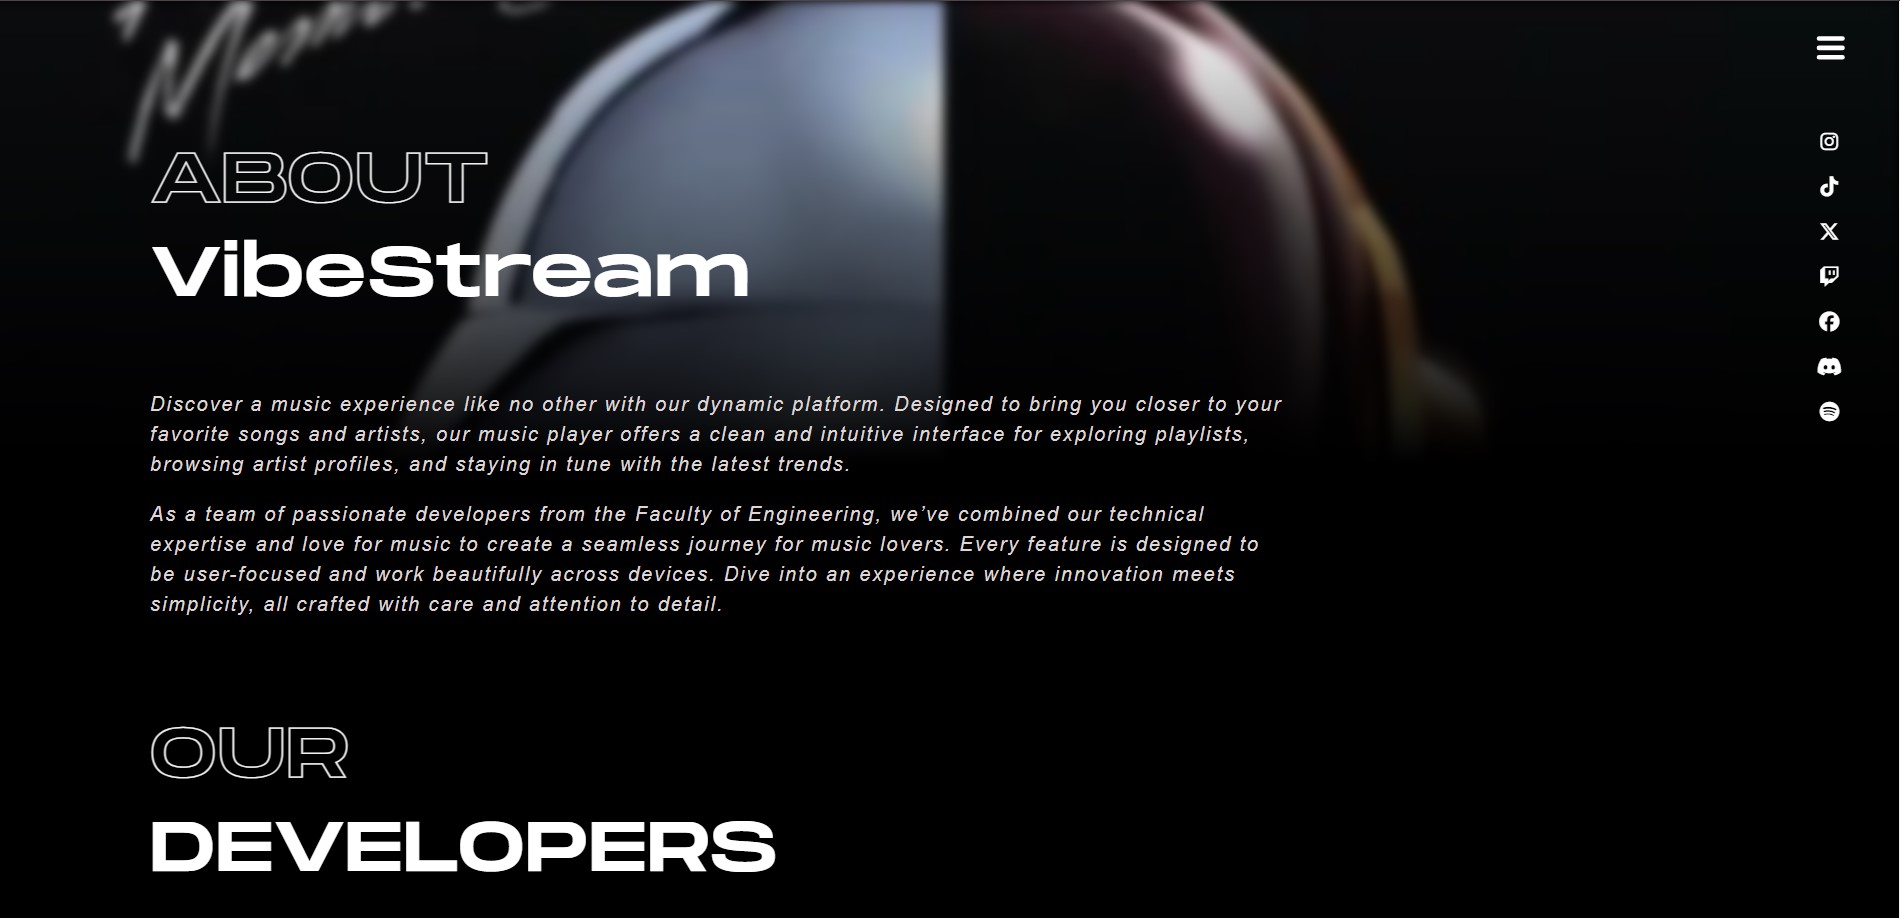 ABOUT
VibeStream
Discover a music experience like no other with our dynamic platform. Designed to bring you closer to your
favorite songs and artists, our music player offers a clean and intuitive interface for exploring playlists,
browsing artist profiles, and staying in tune with the latest trends.
As a team of passionate developers from the Faculty of Engineering, we’ve combined our technical
expertise and love for music to create a seamless journey for music lovers. Every feature is designed to
be user-focused and work beautifully across devices. Dive into an experience where innovation meets
simplicity, all crafted with care and attention to detail.
OUR
DEVELOPERS